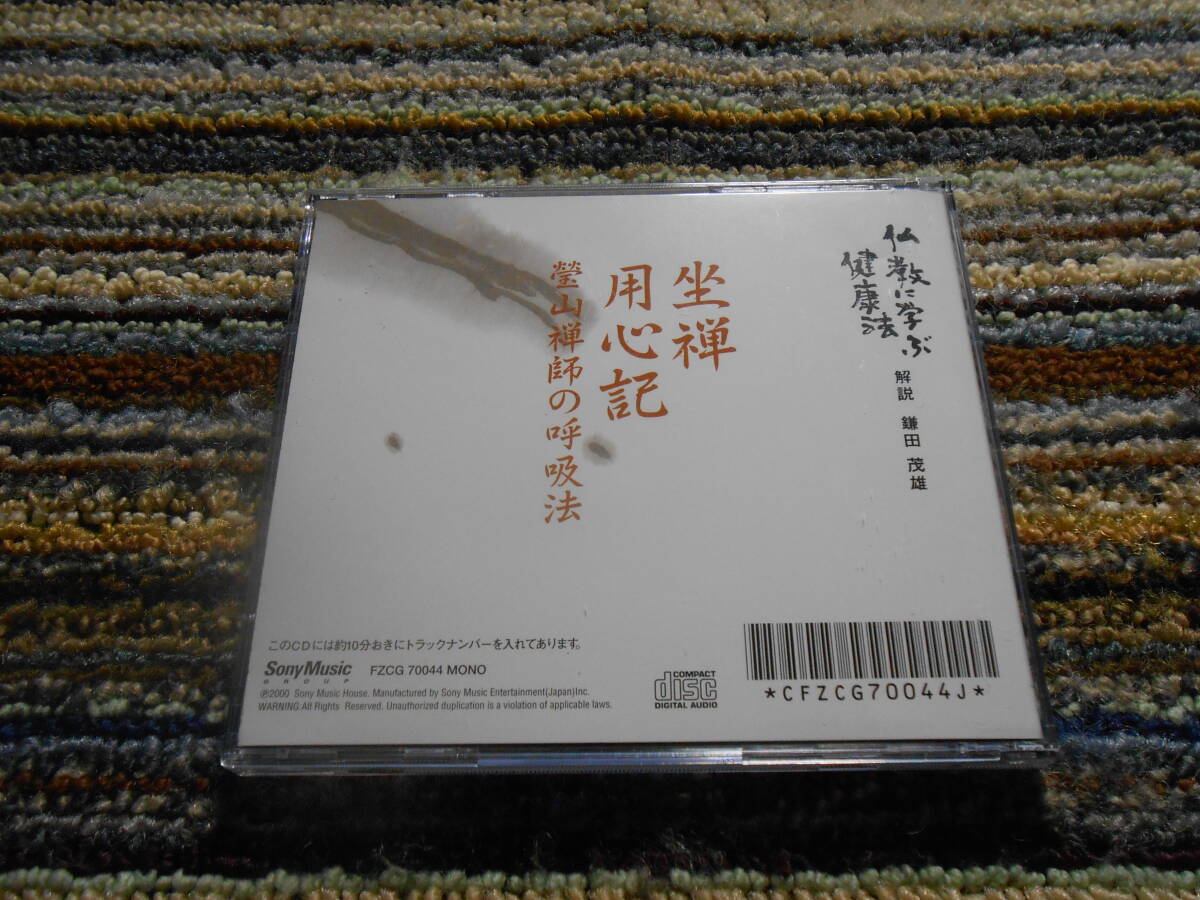 仏教に学ぶ
健康法
解説 鎌田 茂雄
坐禅
用心記
瑩山禅師の呼吸法
このCDには約10分おきにトラックナンバーを入れてあります。
SonyMusic
GROUP
FZCG 70044 MONO
℗2000 Sony Music House. Manufactured by Sony Music Entertainment(Japan)Inc.
WARNING:All Rights Reserved. Unauthorized duplication is a violation of applicable laws.
COMPACT
disc
DIGITAL AUDIO
*CFZCG70044J*